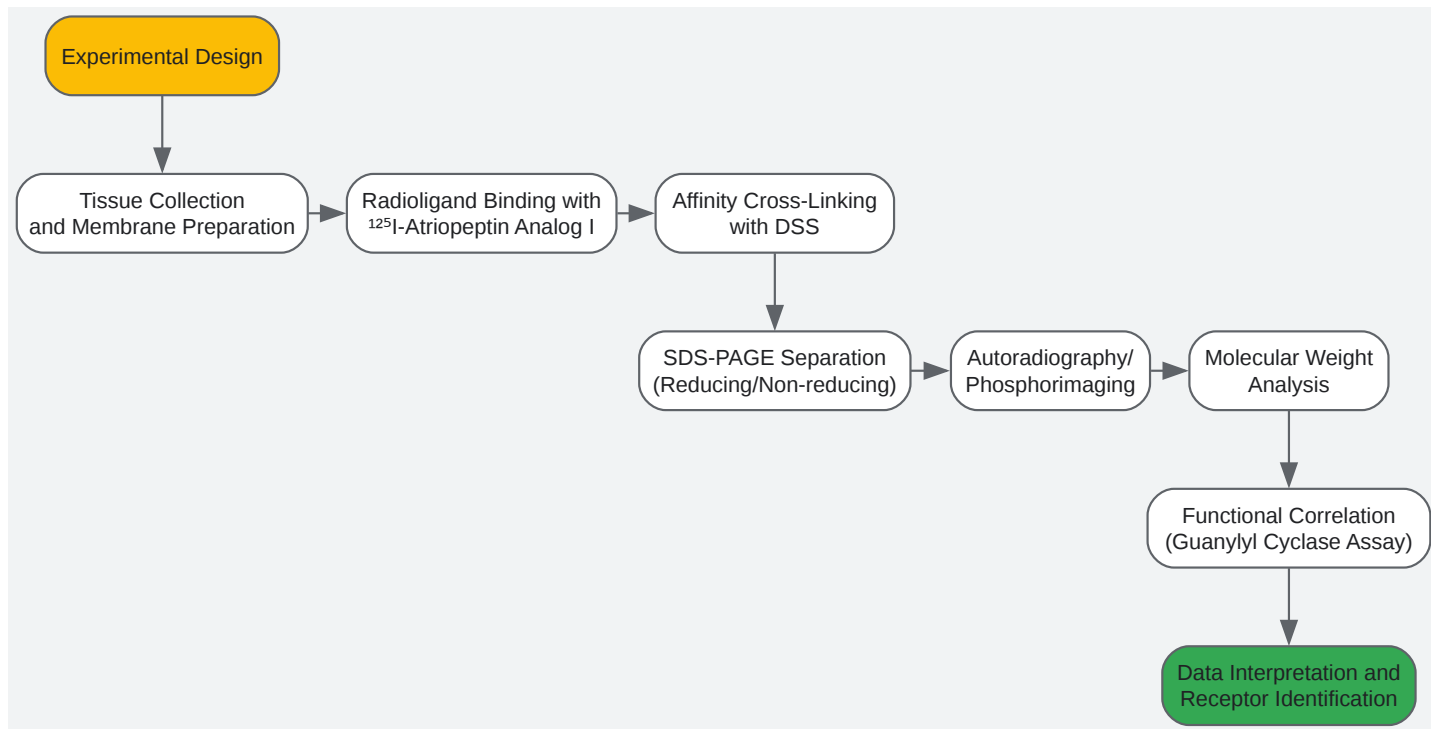 Experimental Design
Tissue Collection
and Membrane Preparation
Radioligand Binding with
¹²⁵I-Atriopeptin Analog I
Affinity Cross-Linking
with DSS
SDS-PAGE Separation
(Reducing/Non-reducing)
Autoradiography/
Phosphorimaging
Molecular Weight
Analysis
Functional Correlation
(Guanylyl Cyclase Assay)
Data Interpretation and
Receptor Identification